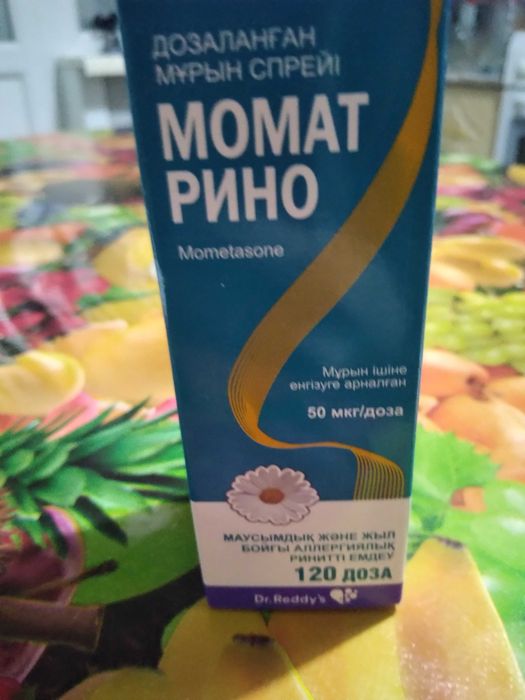 ДОЗАЛАНҒАН
МҰРЫН СПРЕЙІ
МОМАТ
РИНО
Mometasone
Мұрын ішіне
енгізуге арналған
50 мкг/доза
МАУСЫМДЫҚ ЖӘНЕ ЖЫЛ
БОЙҒЫ АЛЛЕРГИЯЛЫҚ
РИНИТТІ ЕМДЕУ
120 ДОЗА
Dr.Reddy's